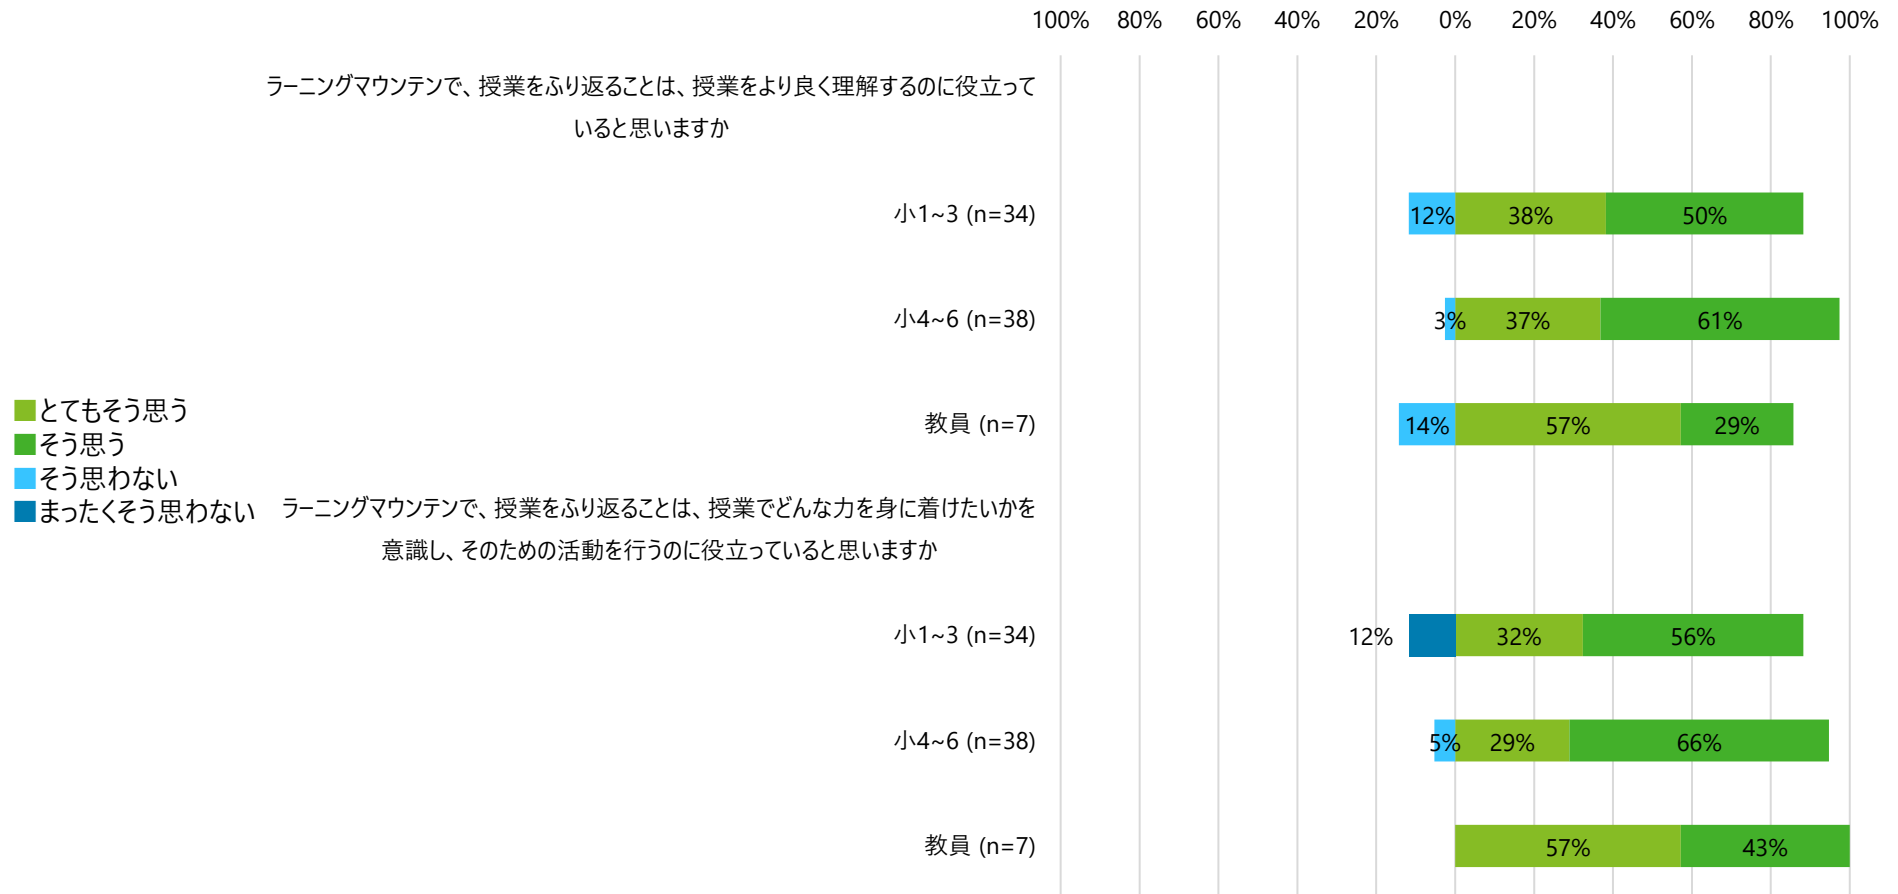 100% 80% 60% 40% 20% 0% 20% 40% 60% 80% 100%
ラーニングマウンテンで、授業をふり返ることは、授業をより良く理解するのに役立って
いると思いますか
小1~3 (n=34)
12% 38% 50%
小4~6 (n=38)
3% 37% 61%
教員 (n=7)
14% 57% 29%
とてもそう思う
そう思う
そう思わない
まったくそう思わない
ラーニングマウンテンで、授業をふり返ることは、授業でどんな力を身に着けたいかを
意識し、そのための活動を行うのに役立っていると思いますか
小1~3 (n=34)
12% 32% 56%
小4~6 (n=38)
5% 29% 66%
教員 (n=7)
57% 43%